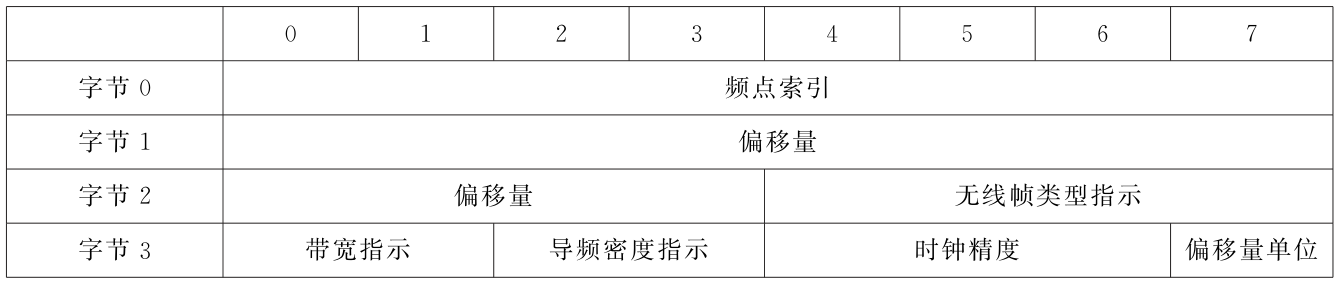 0 1 2 3 4 5 6 7
字节 0 频点索引
字节 1 偏移量
字节 2 偏移量 无线帧类型指示
字节 3 带宽指示 导频密度指示 时钟精度 偏移量单位